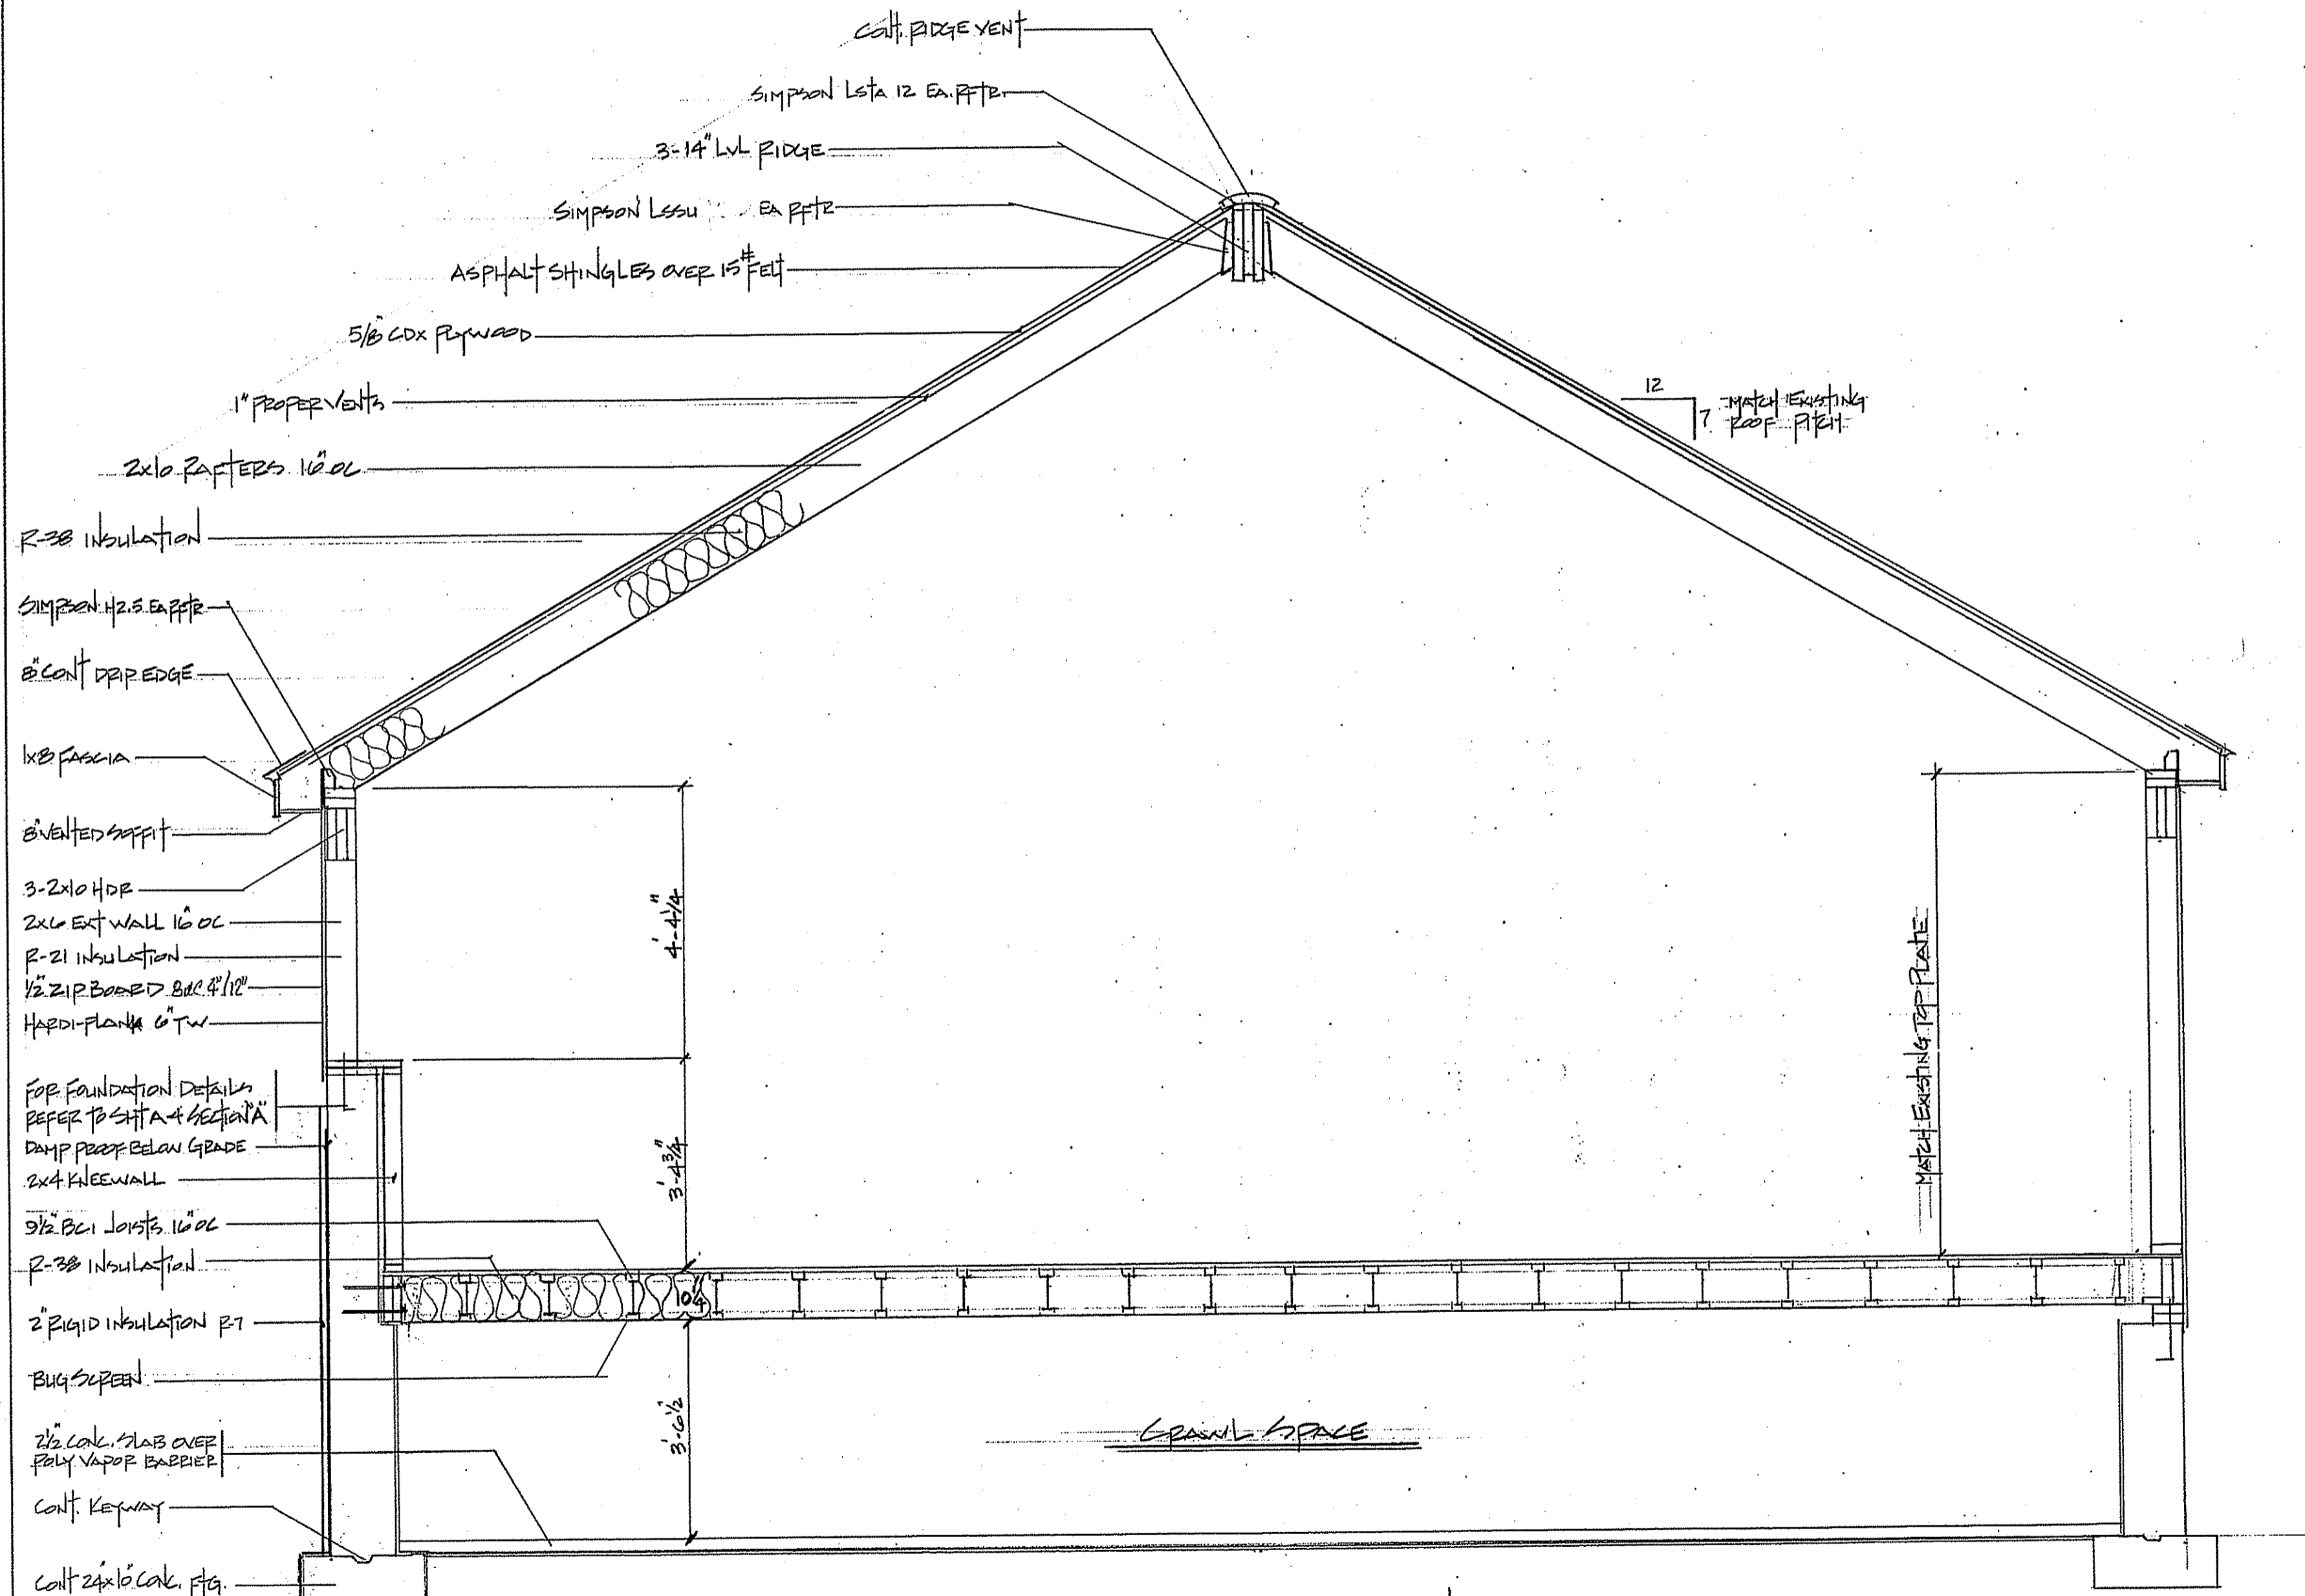 CONT. RIDGE VENT
SIMPSON LSTA 12 EA. RFTR
3-14" LVL RIDGE
SIMPSON LSSU EA RFTR
ASPHALT SHINGLES OVER 15# FELT
5/8" CDX PLYWOOD
1" PROPER VENTS
12
7
MATCH EXISTING
ROOF PITCH
2x10 RAFTERS 16" OC
R-38 INSULATION
SIMPSON H2.5 EA RFTR
8" CONT DRIP EDGE
1x8 FASCIA
8" VENTED SOFFIT
3-2x10 HDR
2x6 EXT WALL 16" OC
R-21 INSULATION
1/2" ZIP BOARD 8dC 4"/12"
HARDI-PLANK 6" TW
4'-4 1/4"
MATCH EXISTING TOP PLATE
FOR FOUNDATION DETAILS
REFER TO SHT A-4 SECTION "A"
DAMP PROOF BELOW GRADE
2x4 KNEEWALL
3'-4 3/4"
9 1/2" BCI JOISTS 16" OC
R-38 INSULATION
10 1/4
2" RIGID INSULATION R-7
BUG SCREEN
3'-6 1/2
CRAWL SPACE
2 1/2" CONC. SLAB OVER
POLY VAPOR BARRIER
CONT. KEYWAY
CONT 24"x10" CONC. FTG.